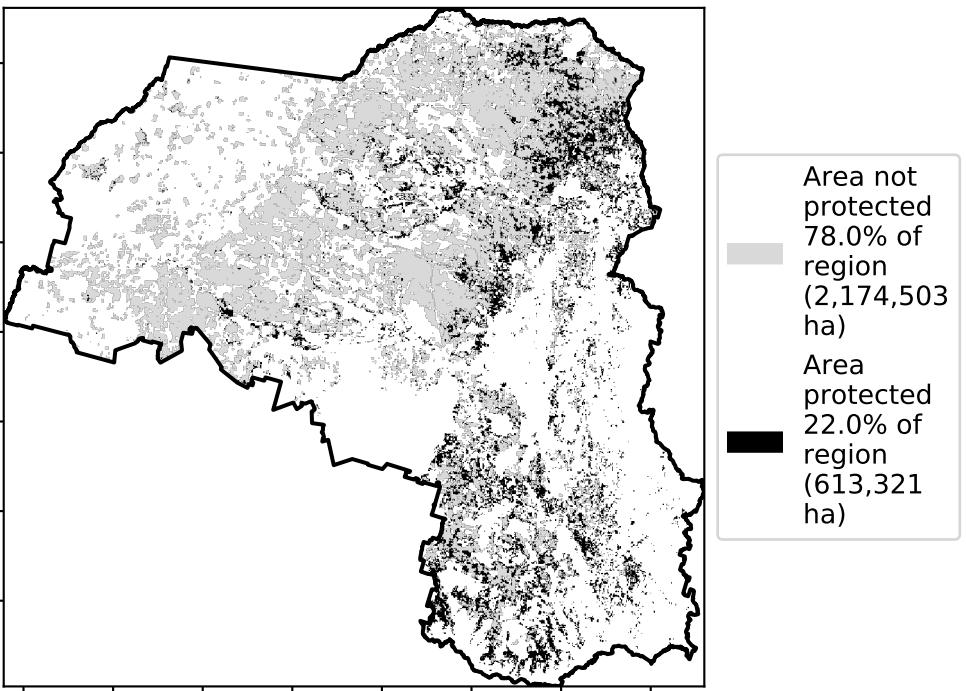 Area not
protected
78.0% of
region
(2,174,503
ha)
Area
protected
22.0% of
region
(613,321
ha)